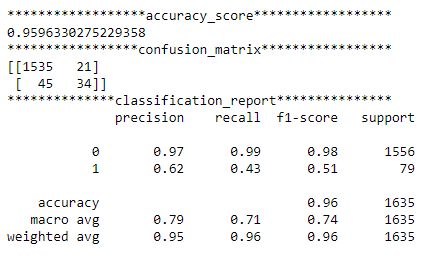 ******************accuracy_score******************
0.9596330275229358
*****************confusion_matrix*****************
[[1535   21]
 [  45   34]]
**************classification_report***************
              precision    recall  f1-score   support

           0       0.97      0.99      0.98      1556
           1       0.62      0.43      0.51        79

    accuracy                           0.96      1635
   macro avg       0.79      0.71      0.74      1635
weighted avg       0.95      0.96      0.96      1635